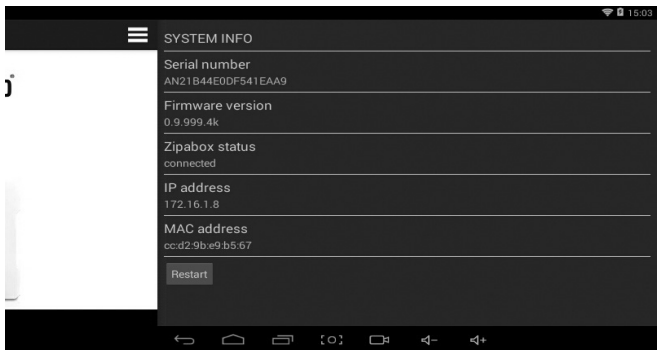 15:03
SYSTEM INFO
Serial number
AN21B44E0DF541EAA9
Firmware version
0.9.999.4k
Zipabox status
connected
IP address
172.16.1.8
MAC address
cc:d2:9b:e9:b5:67
Restart